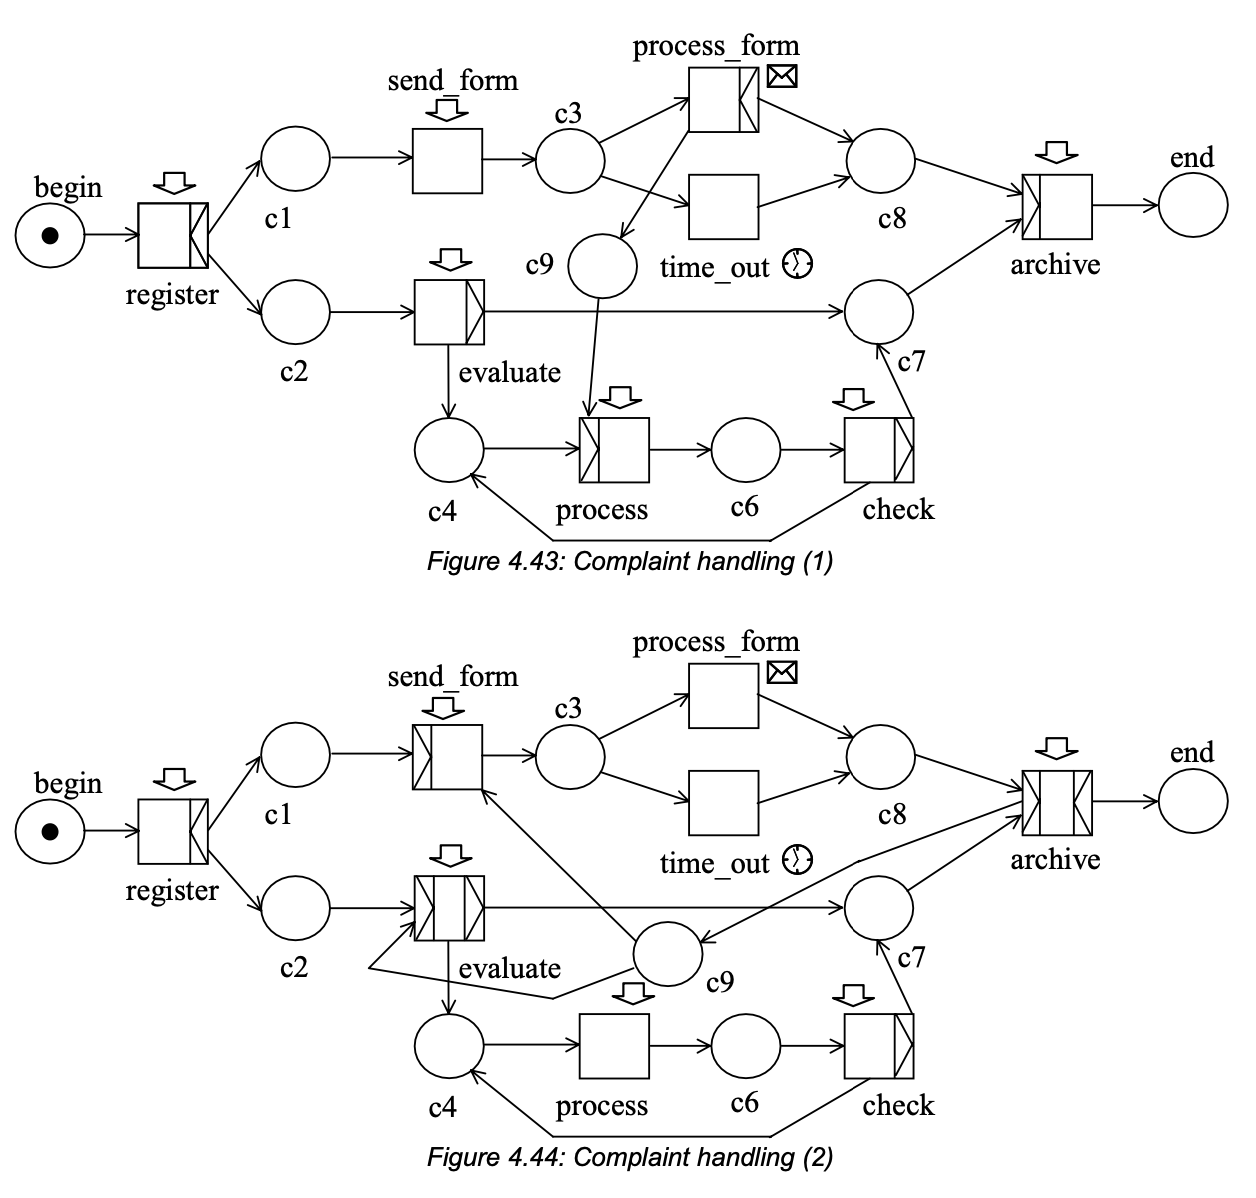 process_form
send_form
c3
begin
end
c1
c8
c9
time_out
archive
register
c2
evaluate
c7
c4
process
c6
check
Figure 4.43: Complaint handling (1)
process_form
send_form
c3
begin
end
c1
c8
time_out
archive
register
c2
evaluate
c7
c9
c4
process
c6
check
Figure 4.44: Complaint handling (2)